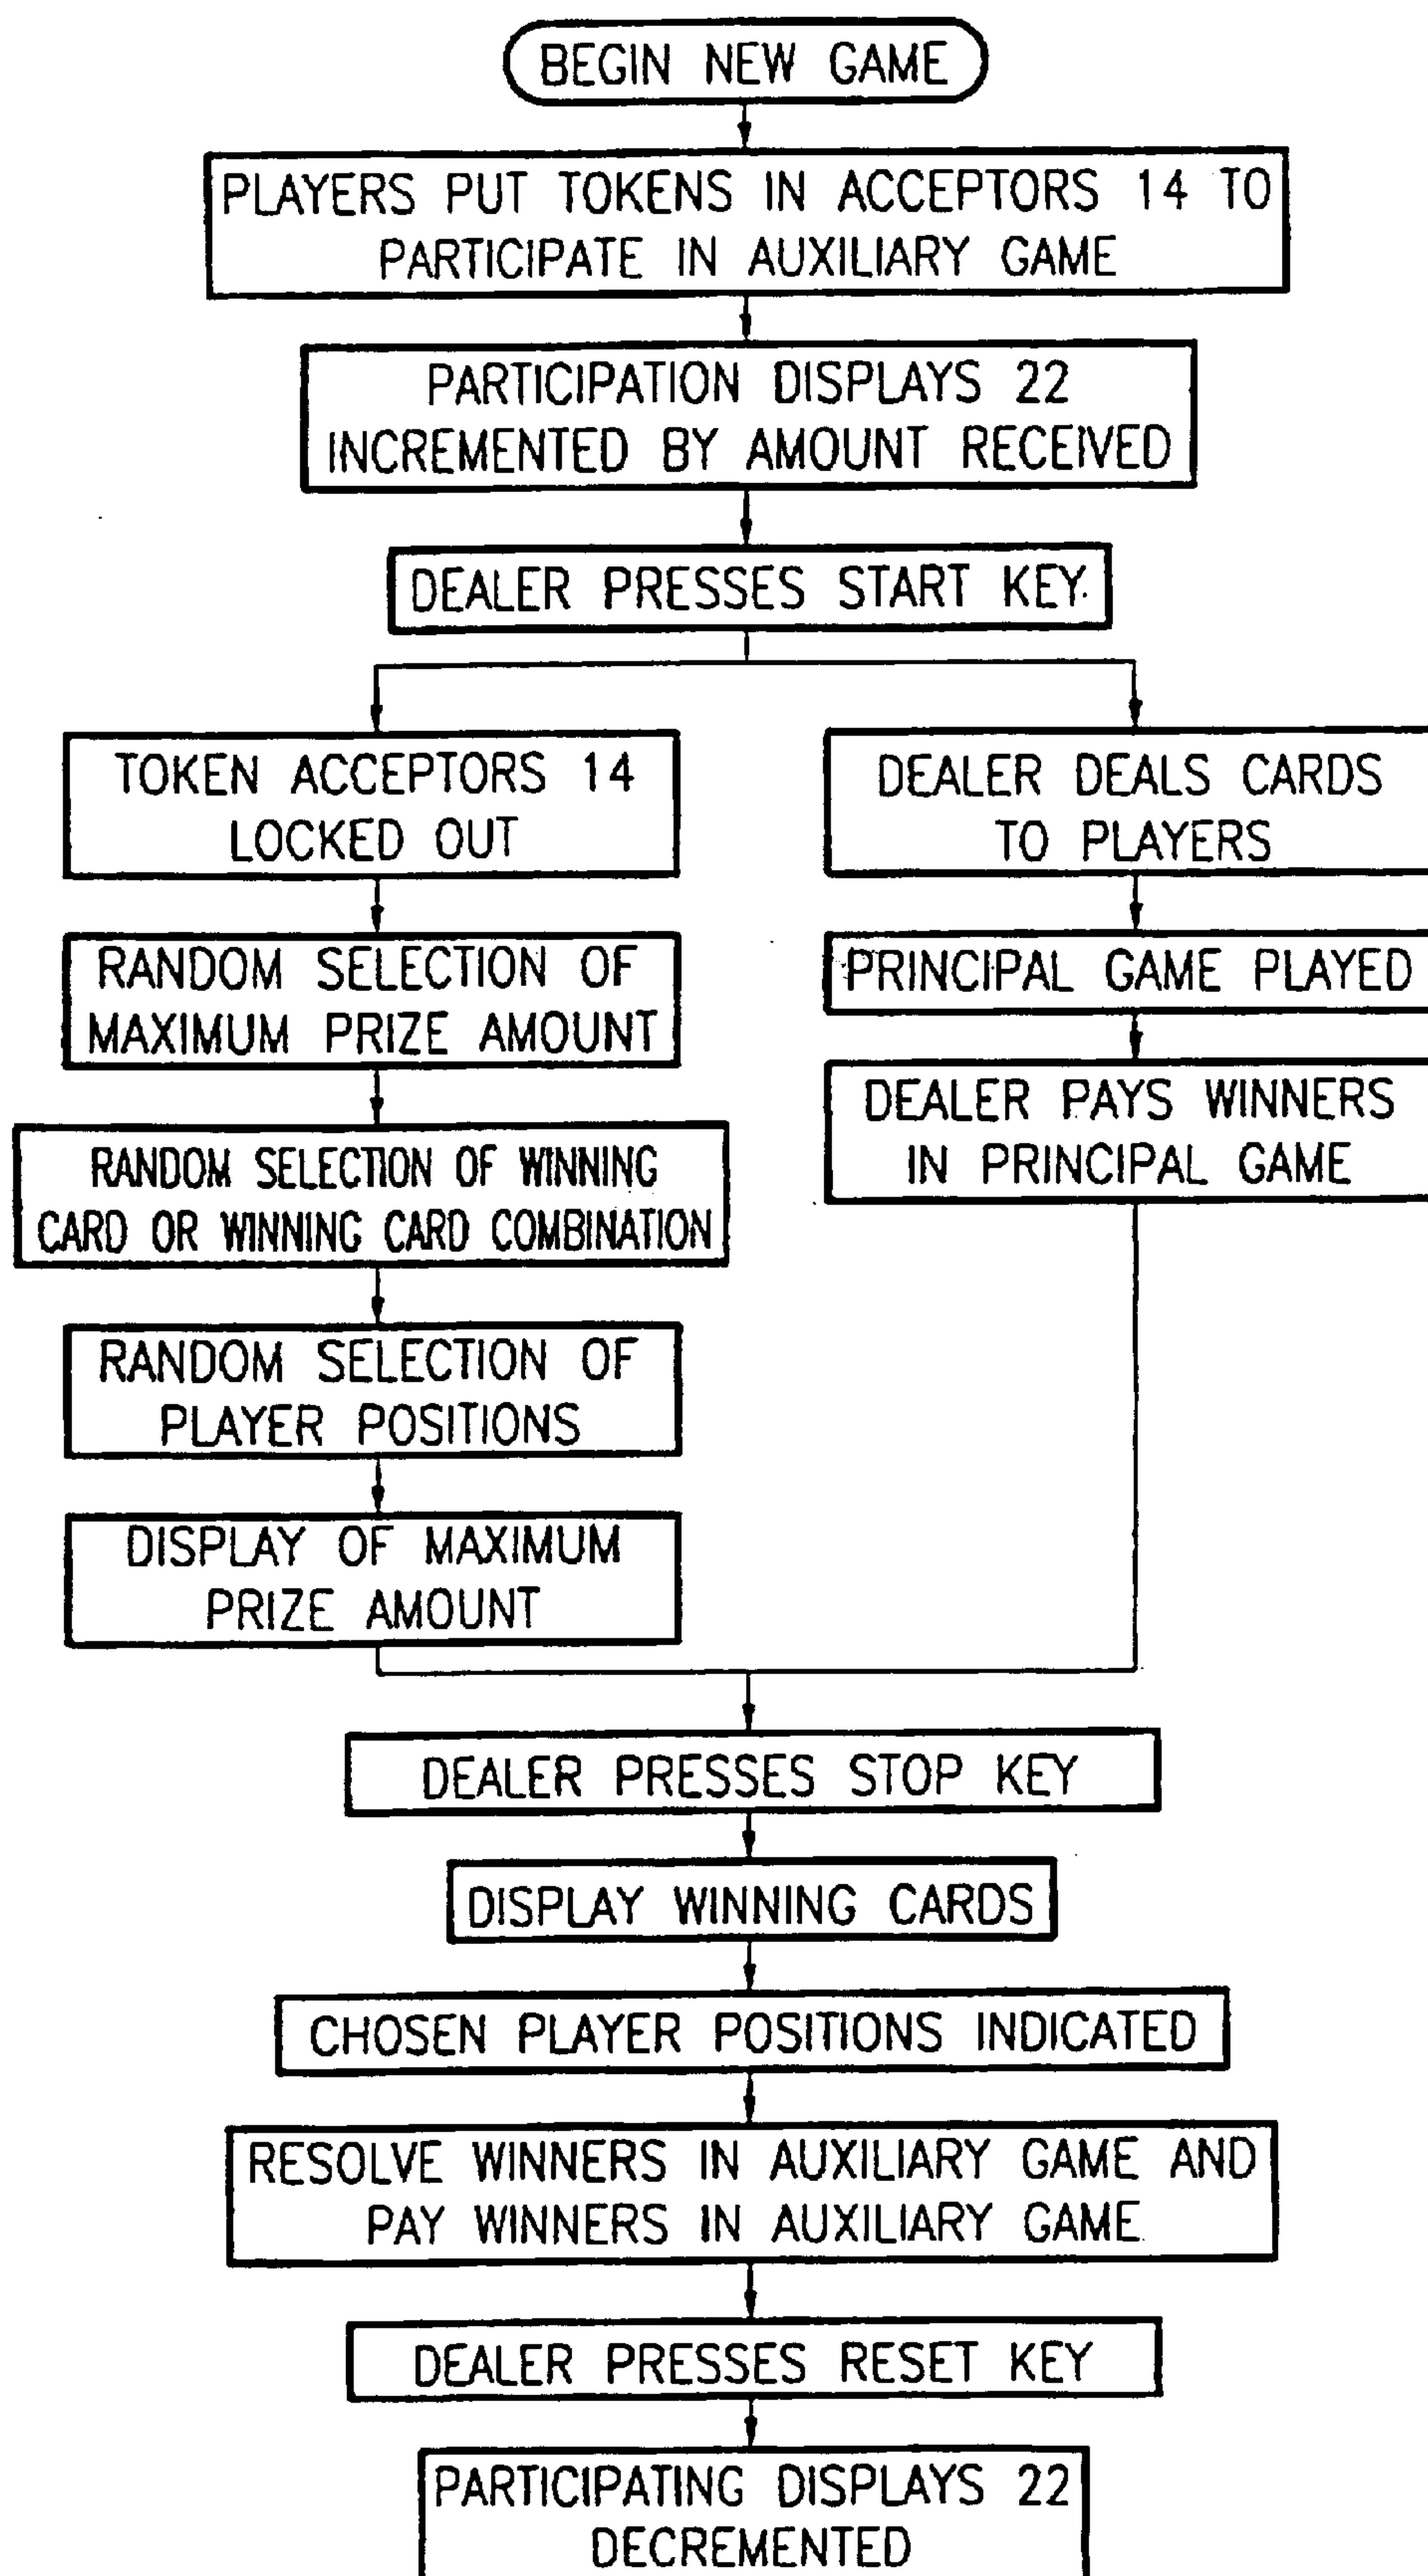 BEGIN NEW GAME
PLAYERS PUT TOKENS IN ACCEPTORS 14 TO
PARTICIPATE IN AUXILIARY GAME
PARTICIPATION DISPLAYS 22
INCREMENTED BY AMOUNT RECEIVED
DEALER PRESSES START KEY
TOKEN ACCEPTORS 14
LOCKED OUT
RANDOM SELECTION OF
MAXIMUM PRIZE AMOUNT
RANDOM SELECTION OF WINNING
CARD OR WINNING CARD COMBINATION
RANDOM SELECTION OF
PLAYER POSITIONS
DISPLAY OF MAXIMUM
PRIZE AMOUNT
DEALER DEALS CARDS
TO PLAYERS
PRINCIPAL GAME PLAYED
DEALER PAYS WINNERS
IN PRINCIPAL GAME
DEALER PRESSES STOP KEY
DISPLAY WINNING CARDS
CHOSEN PLAYER POSITIONS INDICATED
RESOLVE WINNERS IN AUXILIARY GAME AND
PAY WINNERS IN AUXILIARY GAME
DEALER PRESSES RESET KEY
PARTICIPATING DISPLAYS 22
DECREMENTED